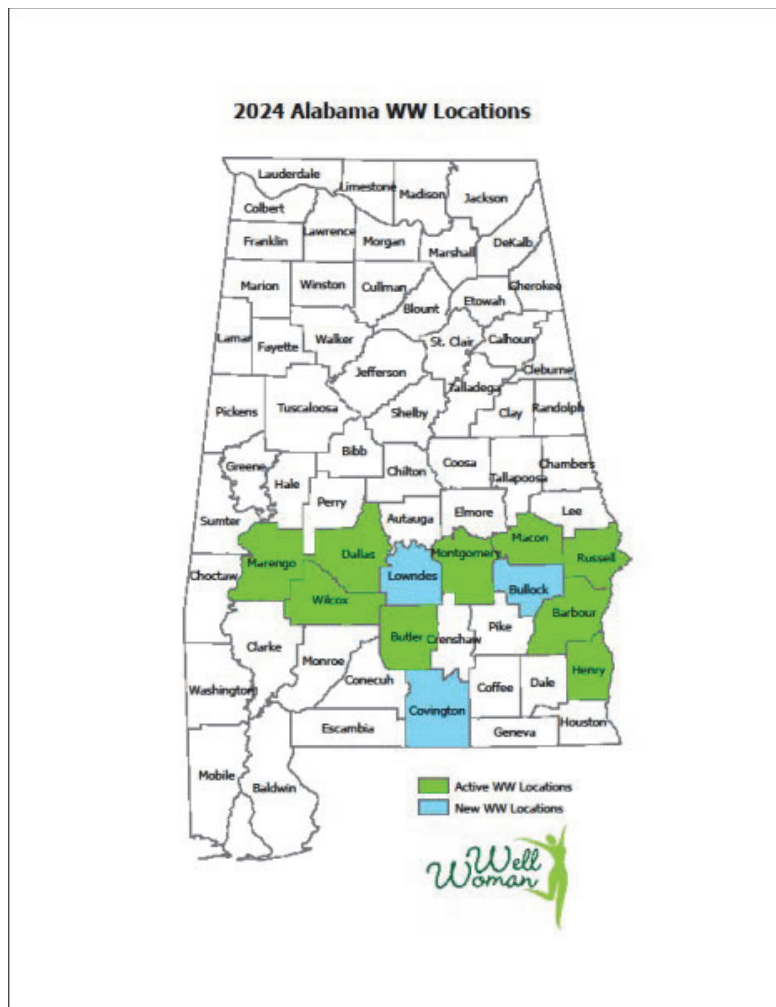 2024 Alabama WW Locations
Lauderdale
Limestone
Madison
Jackson
Colbert
Lawrence
Franklin
Morgan
Marshall
DeKalb
Marion
Winston
Cullman
Cherokee
Blount
Etowah
Lamar
Fayette
Walker
St. Clair
Calhoun
Jefferson
Cleburne
Talladega
Pickens
Tuscaloosa
Shelby
Clay
Randolph
Bibb
Greene
Hale
Chilton
Coosa
Tallapoosa
Chambers
Perry
Sumter
Autauga
Elmore
Lee
Macon
Marengo
Dallas
Montgomery
Russell
Choctaw
Lowndes
Bullock
Wilcox
Barbour
Clarke
Butler
Crenshaw
Pike
Monroe
Henry
Washington
Conecuh
Coffee
Dale
Covington
Escambia
Geneva
Houston
Mobile
Baldwin
Active WW Locations
New WW Locations
Well
Woman